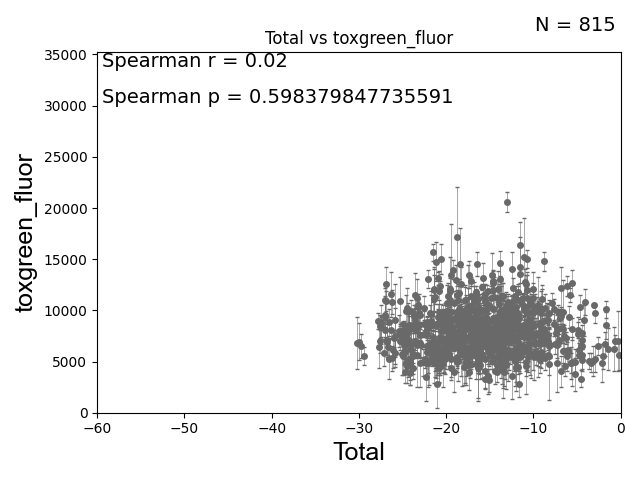 N = 815
Total vs toxgreen_fluor
Spearman r = 0.02
Spearman p = 0.598379847735591
35000
30000
25000
20000
15000
10000
5000
0
toxgreen_fluor
−60
−50
−40
−30
−20
−10
0
Total